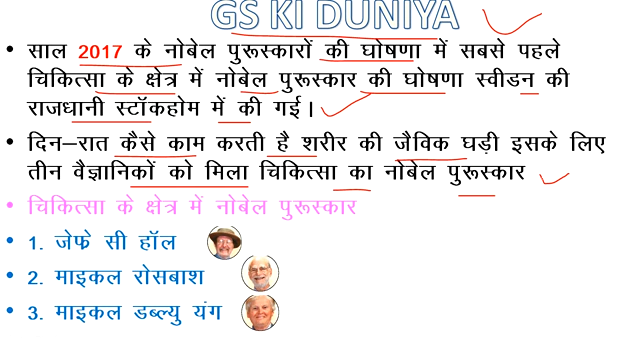 GS KI DUNIYA
• साल 2017 के नोबेल पुरूस्कारों की घोषणा में सबसे पहले
चिकित्सा के क्षेत्र में नोबेल पुरूस्कार की घोषणा स्वीडन की
राजधानी स्टॉकहोम में की गई।
• दिन–रात कैसे काम करती है शरीर की जैविक घड़ी इसके लिए
तीन वैज्ञानिकों को मिला चिकित्सा का नोबेल पुरूस्कार
• चिकित्सा के क्षेत्र में नोबेल पुरूस्कार
• 1. जेफे सी हॉल
• 2. माइकल रोसबाश
• 3. माइकल डब्ल्यु यंग